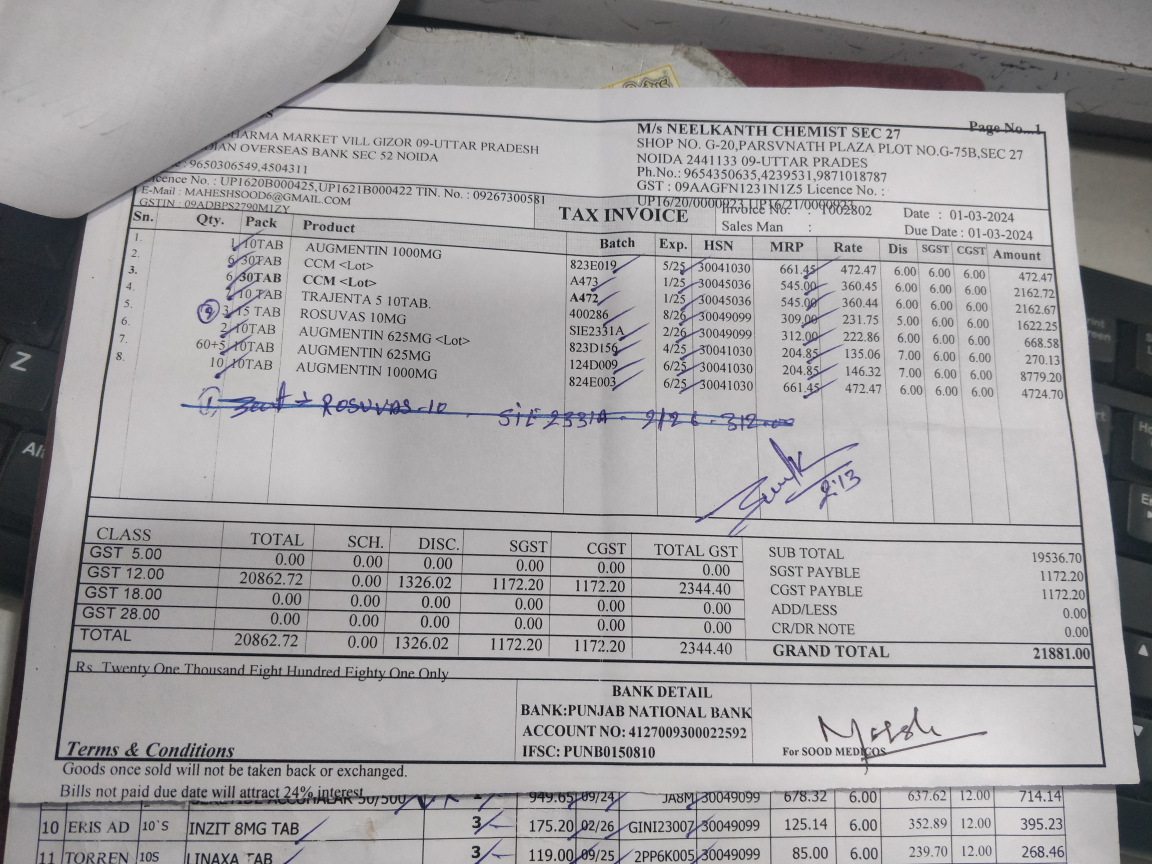 M/s NEELKANTH CHEMIST SEC 27
Page No...1
SHARMA MARKET VILL GIZOR 09-UTTAR PRADESH
SHOP NO. G-20,PARSVNATH PLAZA PLOT NO.G-75B,SEC 27
OVERSEAS BANK SEC 52 NOIDA
NOIDA 2441133 09-UTTAR PRADES
: 9650306549,4504311
Ph.No.: 9654350635,4239531,9871018787
Licence No. : UP1620B000425,UP1621B000422 TIN. No. : 09267300581
GST : 09AAGFN1231N1Z5 Licence No. :
E-Mail : MAHESHSOOD6@GMAIL.COM
UP16/20/0000923,UP16/21/0000923
GSTIN : 09ADBPS2790M1ZY
TAX INVOICE
Invoice No. : T002802
Date : 01-03-2024
Sales Man :
Due Date : 01-03-2024
Sn. Qty. Pack Product Batch Exp. HSN MRP Rate Dis SGST CGST Amount
1. 1 10TAB AUGMENTIN 1000MG 823E019 5/25 30041030 661.45 472.47 6.00 6.00 6.00 472.47
2. 6 30TAB CCM <Lot> A473 1/25 30045036 545.00 360.45 6.00 6.00 6.00 2162.72
3. 6 30TAB CCM <Lot> A472 1/25 30045036 545.00 360.44 6.00 6.00 6.00 2162.67
4. 7 10 TAB TRAJENTA 5 10TAB. 400286 8/26 30049099 309.00 231.75 6.00 6.00 6.00 1622.25
5. 3 15 TAB ROSUVAS 10MG SIE2331A 2/26 30049099 312.00 222.86 5.00 6.00 6.00 668.58
6. 2 10TAB AUGMENTIN 625MG <Lot> 823D156 4/25 30041030 204.85 135.06 7.00 6.00 6.00 270.13
7. 60+5 10TAB AUGMENTIN 625MG 124D009 6/25 30041030 204.85 146.32 7.00 6.00 6.00 8779.20
8. 10 10TAB AUGMENTIN 1000MG 824E003 6/25 30041030 661.45 472.47 6.00 6.00 6.00 4724.70
ROSUVAS-10 SIE 2331A - 2/26 - 312.00
CLASS TOTAL SCH. DISC. SGST CGST TOTAL GST
GST 5.00 0.00 0.00 0.00 0.00 0.00 0.00
GST 12.00 20862.72 0.00 1326.02 1172.20 1172.20 2344.40
GST 18.00 0.00 0.00 0.00 0.00 0.00 0.00
GST 28.00 0.00 0.00 0.00 0.00 0.00 0.00
TOTAL 20862.72 0.00 1326.02 1172.20 1172.20 2344.40
SUB TOTAL 19536.70
SGST PAYBLE 1172.20
CGST PAYBLE 1172.20
ADD/LESS 0.00
CR/DR NOTE 0.00
GRAND TOTAL 21881.00
Rs. Twenty One Thousand Eight Hundred Eighty One Only
BANK DETAIL
BANK:PUNJAB NATIONAL BANK
ACCOUNT NO: 4127009300022592
IFSC: PUNB0150810
For SOOD MEDICOS
Terms & Conditions
Goods once sold will not be taken back or exchanged.
Bills not paid due date will attract 24% interest
ACCUHALAR 50/500 949.65 09/24 JA8M 30049099 678.32 6.00 637.62 12.00 714.14
10 ERIS AD 10`S INZIT 8MG TAB 3 175.20 02/26 GINI23007 30049099 125.14 6.00 352.89 12.00 395.23
11 TORREN 10S LINAXA TAB 3 119.00 09/25 2PP6K005 30049099 85.00 6.00 239.70 12.00 268.46
Z
Alt